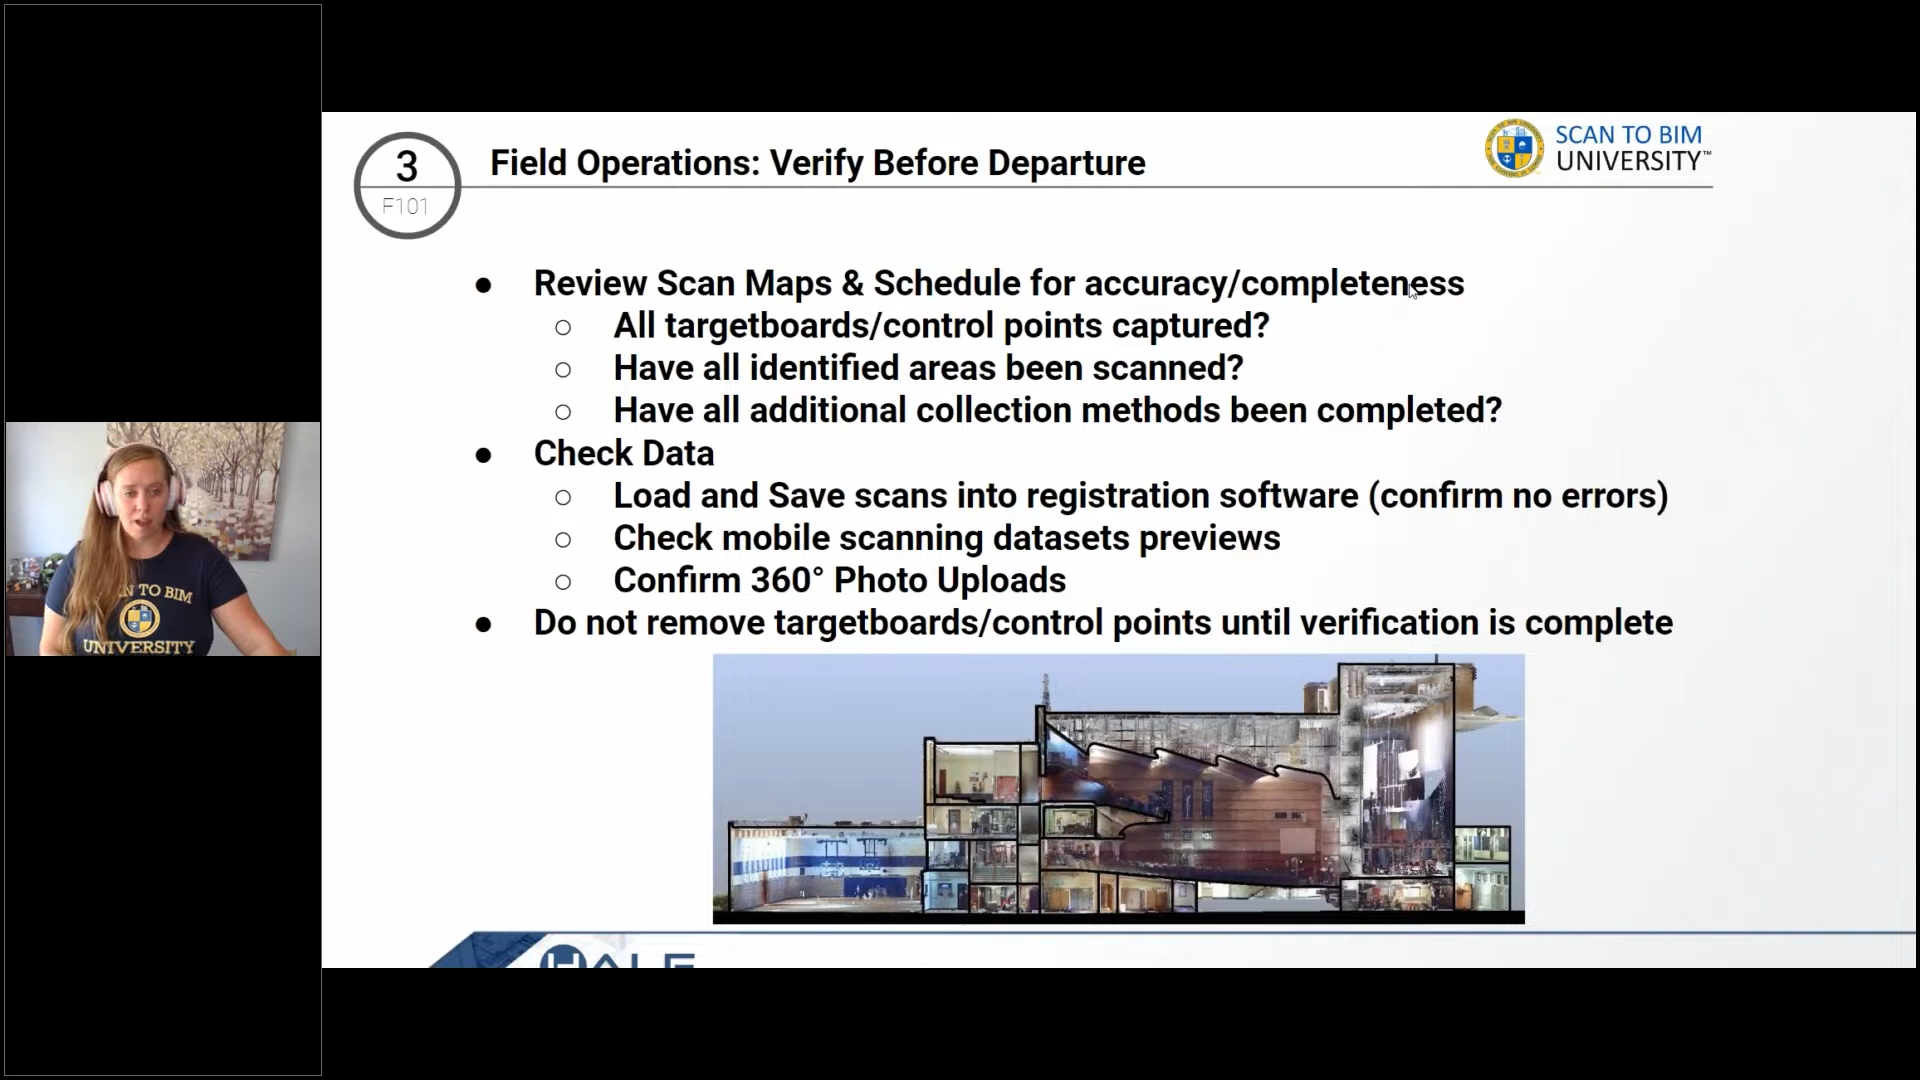 3
F101
Field Operations: Verify Before Departure
SCAN TO BIM
UNIVERSITY™
● Review Scan Maps & Schedule for accuracy/completeness
○ All targetboards/control points captured?
○ Have all identified areas been scanned?
○ Have all additional collection methods been completed?
● Check Data
○ Load and Save scans into registration software (confirm no errors)
○ Check mobile scanning datasets previews
○ Confirm 360° Photo Uploads
● Do not remove targetboards/control points until verification is complete
N TO BIM
UNIVERSITY